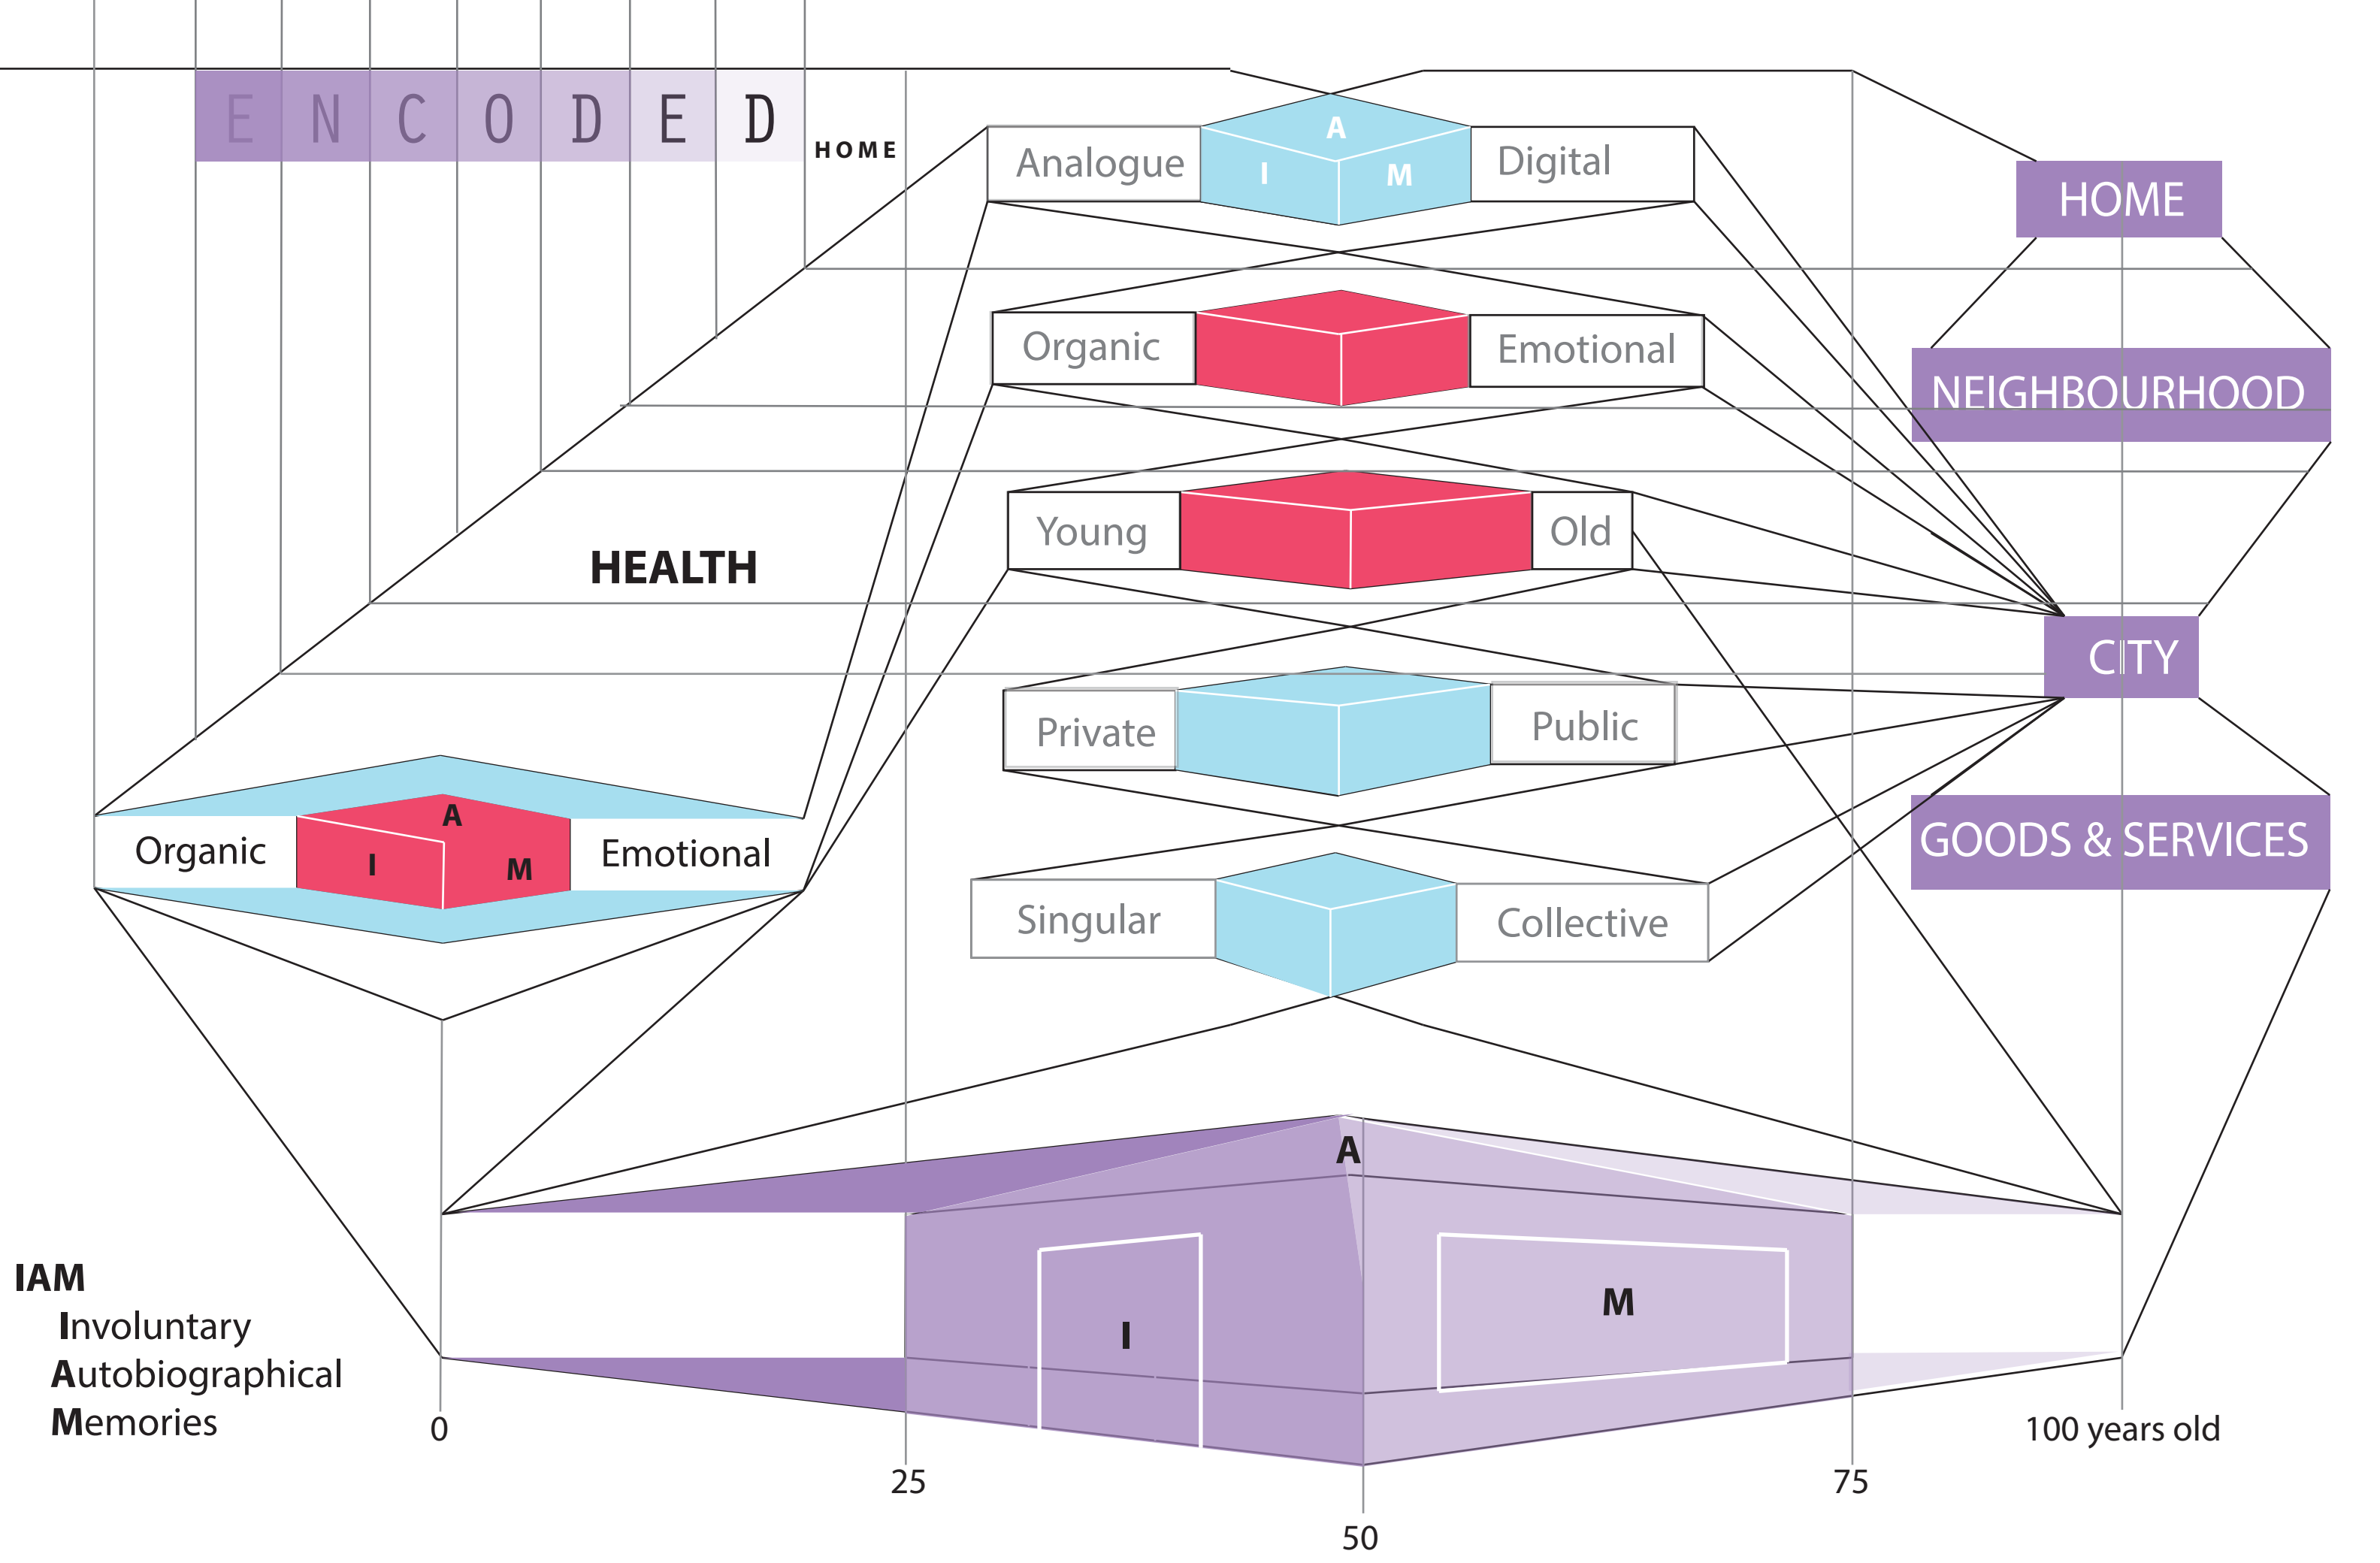 ENCODED
HOME
Analogue
A
I
M
Digital
HOME
Organic
Emotional
NEIGHBOURHOOD
Young
Old
HEALTH
CITY
Private
Public
Organic
A
I
M
Emotional
GOODS & SERVICES
Singular
Collective
A
I
M
IAM
Involuntary
Autobiographical
Memories
0
25
50
75
100 years old